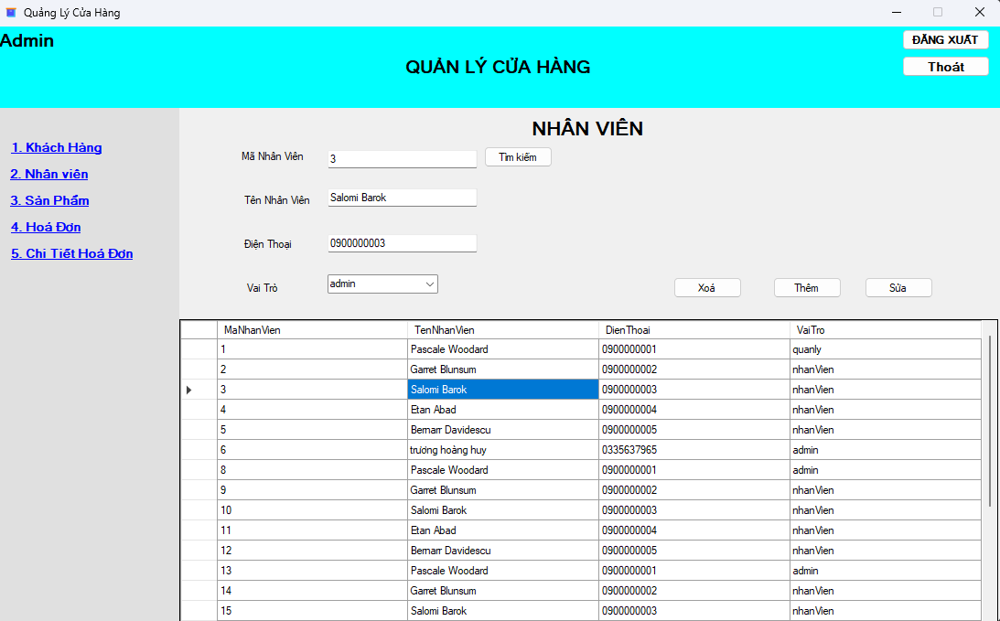 Quảng Lý Cửa Hàng
Admin
ĐĂNG XUẤT
QUẢN LÝ CỬA HÀNG
Thoát
NHÂN VIÊN
1. Khách Hàng
2. Nhân viên
3. Sản Phẩm
4. Hoá Đơn
5. Chi Tiết Hoá Đơn
Mã Nhân Viên 3 Tìm kiếm
Tên Nhân Viên Salomi Barok
Điện Thoại 0900000003
Vai Trò admin Xoá Thêm Sửa
MaNhanVien TenNhanVien DienThoai VaiTro
1 Pascale Woodard 0900000001 quanly
2 Garret Blunsum 0900000002 nhanVien
3 Salomi Barok 0900000003 nhanVien
4 Etan Abad 0900000004 nhanVien
5 Bernarr Davidescu 0900000005 nhanVien
6 trương hoàng huy 0335637965 admin
8 Pascale Woodard 0900000001 admin
9 Garret Blunsum 0900000002 nhanVien
10 Salomi Barok 0900000003 nhanVien
11 Etan Abad 0900000004 nhanVien
12 Bernarr Davidescu 0900000005 nhanVien
13 Pascale Woodard 0900000001 admin
14 Garret Blunsum 0900000002 nhanVien
15 Salomi Barok 0900000003 nhanVien